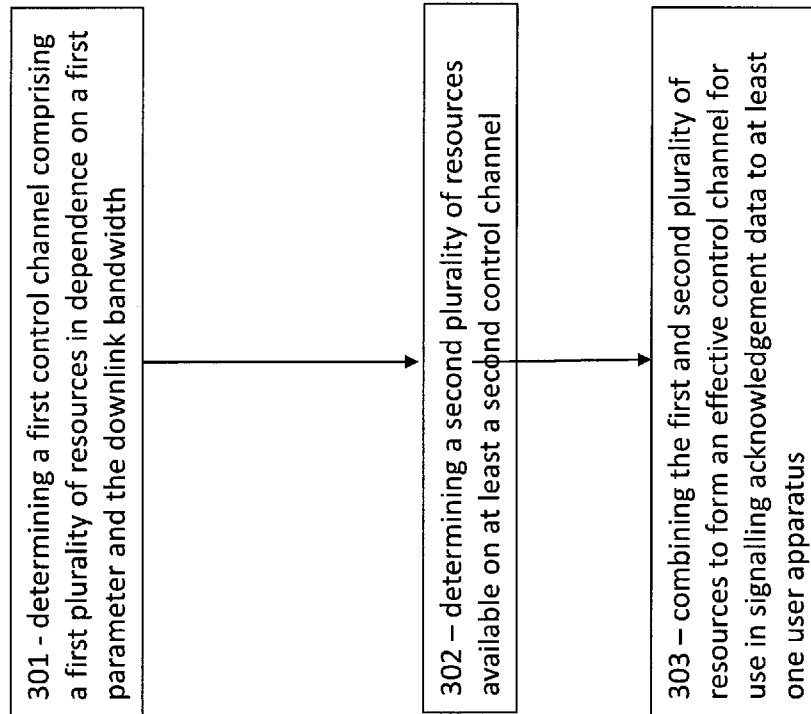 301 - determining a first control channel comprising
a first plurality of resources in dependence on a first
parameter and the downlink bandwidth
302 – determining a second plurality of resources
available on at least a second control channel
303 – combining the first and second plurality of
resources to form an effective control channel for
use in signalling acknowledgement data to at least
one user apparatus